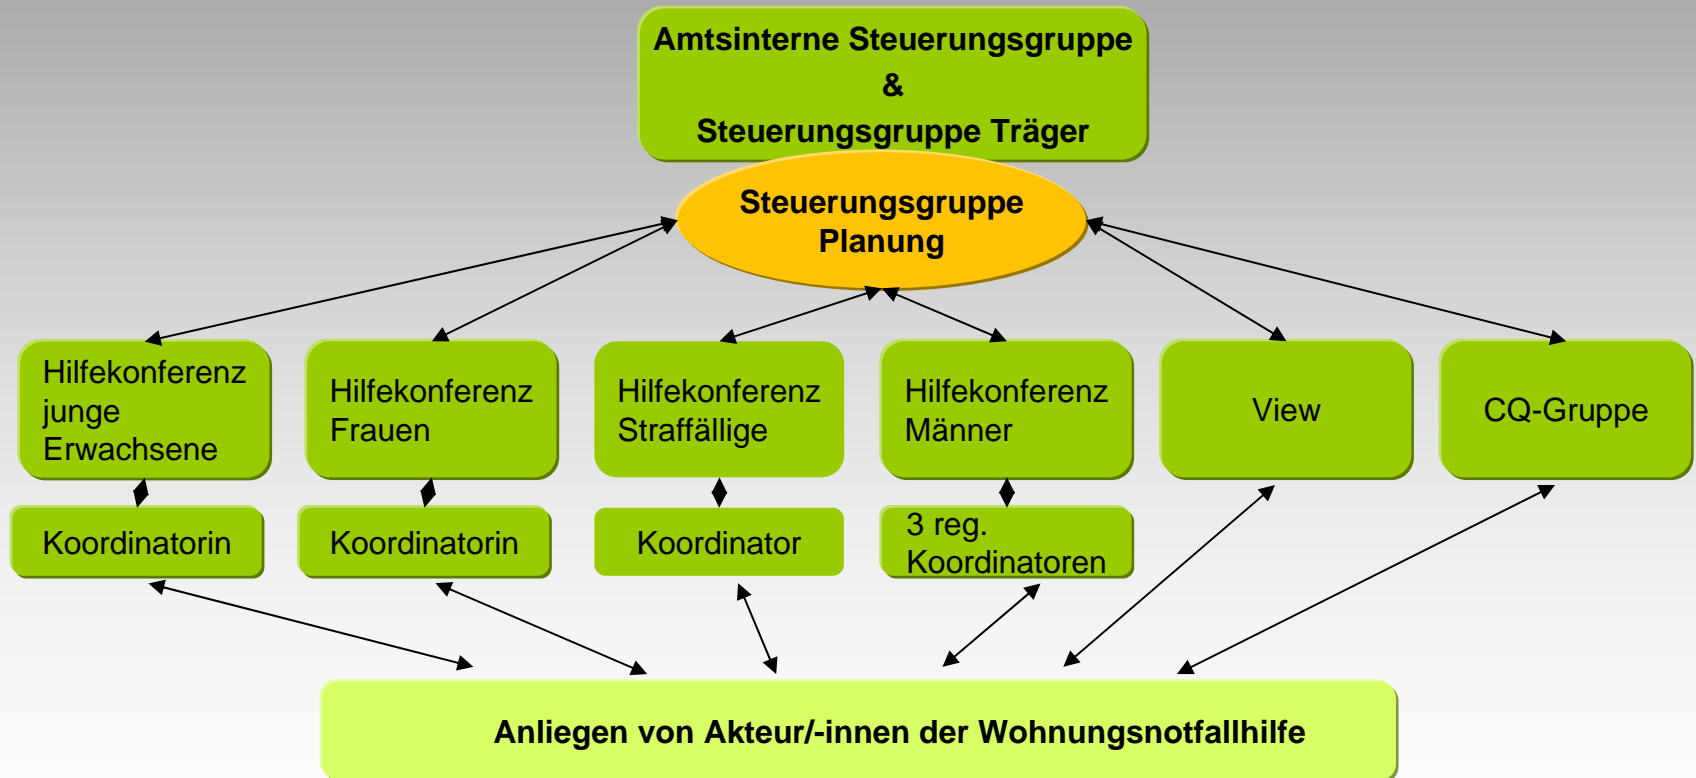 Amtsinterne Steuerungsgruppe
&
Steuerungsgruppe Träger
Steuerungsgruppe
Planung
Hilfekonferenz
junge
Erwachsene
Hilfekonferenz
Frauen
Hilfekonferenz
Straffällige
Hilfekonferenz
Männer
View
CQ-Gruppe
Koordinatorin
Koordinatorin
Koordinator
3 reg.
Koordinatoren
Anliegen von Akteur/-innen der Wohnungsnotfallhilfe